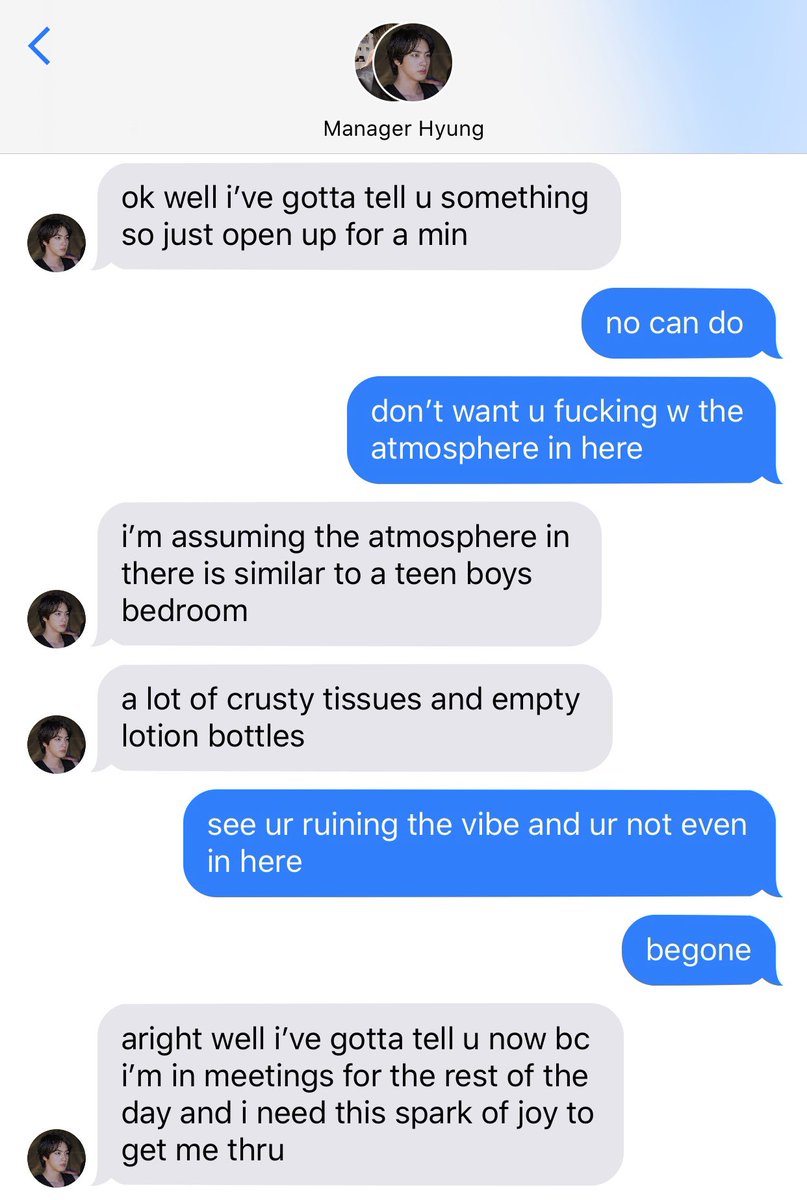 Manager Hyung
ok well i’ve gotta tell u something
so just open up for a min
no can do
don’t want u fucking w the
atmosphere in here
i’m assuming the atmosphere in
there is similar to a teen boys
bedroom
a lot of crusty tissues and empty
lotion bottles
see ur ruining the vibe and ur not even
in here
begone
aright well i’ve gotta tell u now bc
i’m in meetings for the rest of the
day and i need this spark of joy to
get me thru